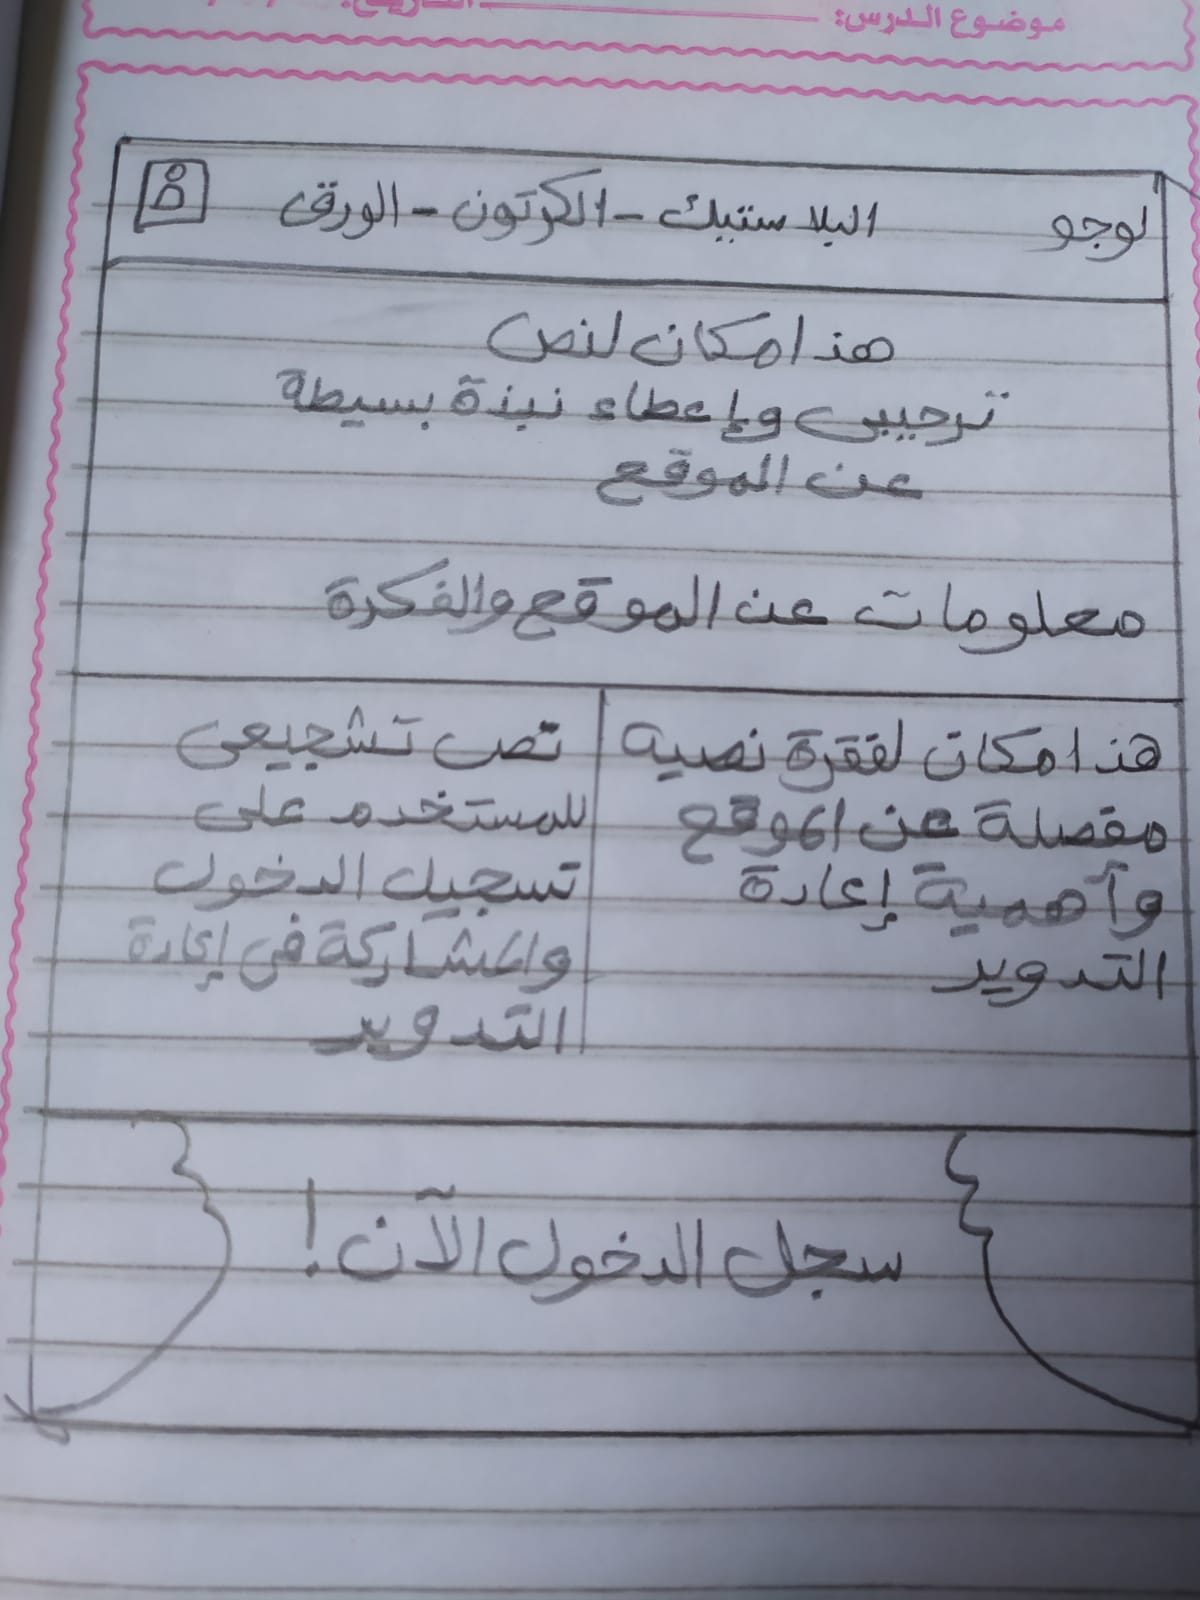 موضوع الدرس: التاريخ:
لوجو البلاستيك - الكرتون - الورق
هذا مكان لنص
ترحيبي وإعطاء نبذة بسيطة
عن الموقع
معلومات عن الموقع والفكرة
هذا مكان لفقرة نصية
مفصلة عن الموقع
وأهمية إعادة
التدوير
نص تشجيعي
للمستخدم على
تسجيل الدخول
والمشاركة في إعادة
التدوير
سجل الدخول الآن!